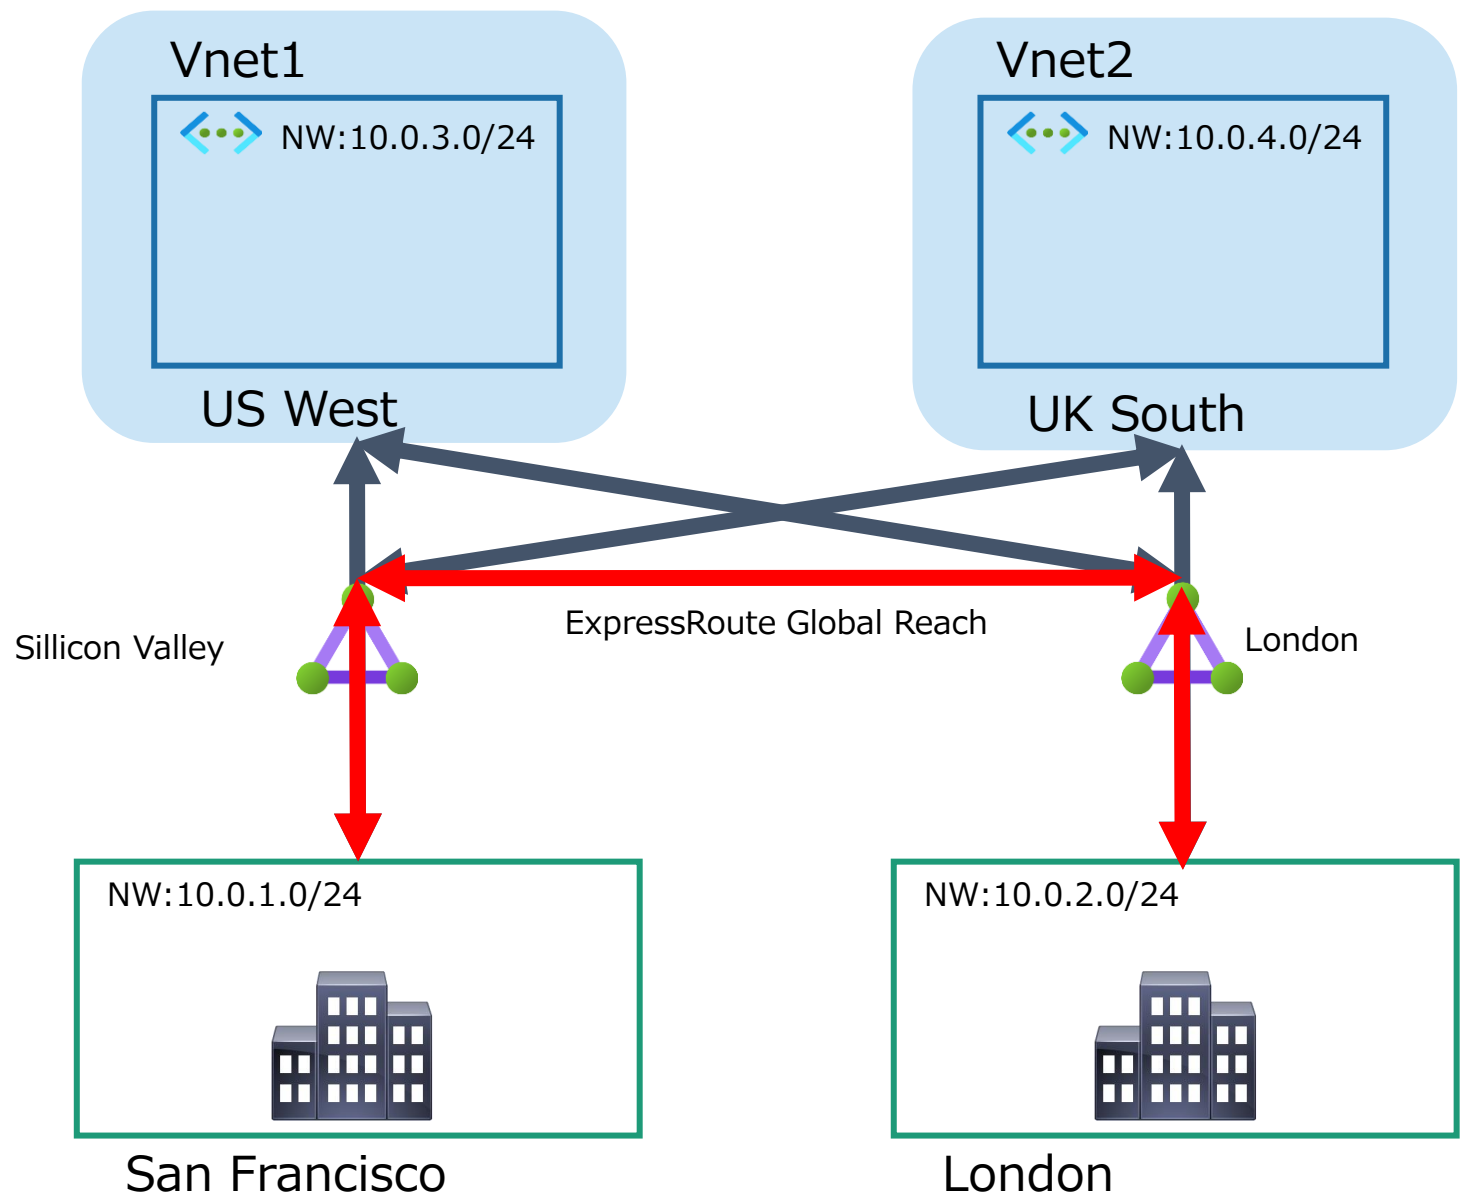 Vnet1
Vnet2
NW:10.0.3.0/24
NW:10.0.4.0/24
US West
UK South
ExpressRoute Global Reach
Sillicon Valley
London
NW:10.0.1.0/24
NW:10.0.2.0/24
San Francisco
London